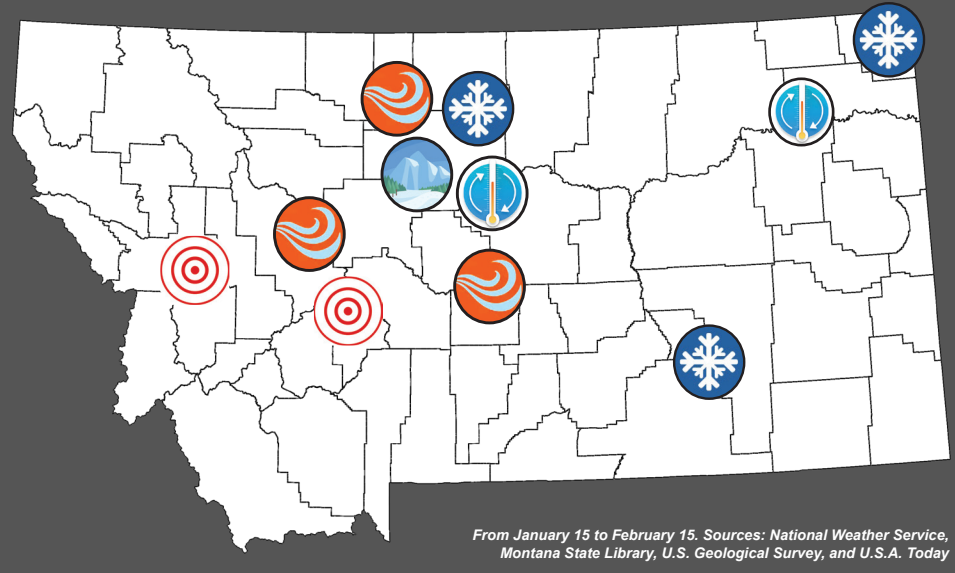 From January 15 to February 15. Sources: National Weather Service,
Montana State Library, U.S. Geological Survey, and U.S.A. Today